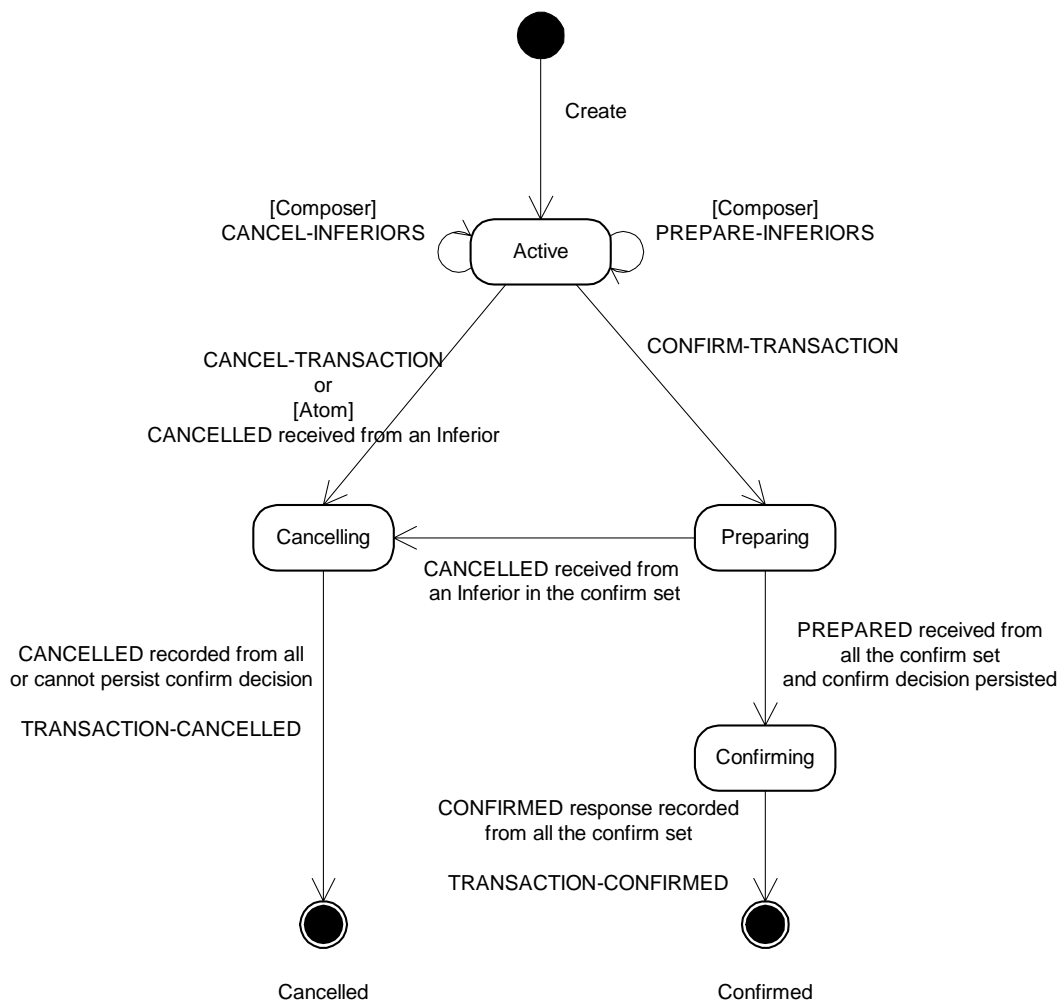 Create
[Composer]
CANCEL-INFERIORS
[Composer]
PREPARE-INFERIORS
Active
CANCEL-TRANSACTION
or
[Atom]
CANCELLED received from an Inferior
CONFIRM-TRANSACTION
Cancelling
Preparing
CANCELLED received from
an Inferior in the confirm set
PREPARED received from
all the confirm set
and confirm decision persisted
CANCELLED recorded from all
or cannot persist confirm decision
TRANSACTION-CANCELLED
Confirming
CONFIRMED response recorded
from all the confirm set
TRANSACTION-CONFIRMED
Cancelled
Confirmed